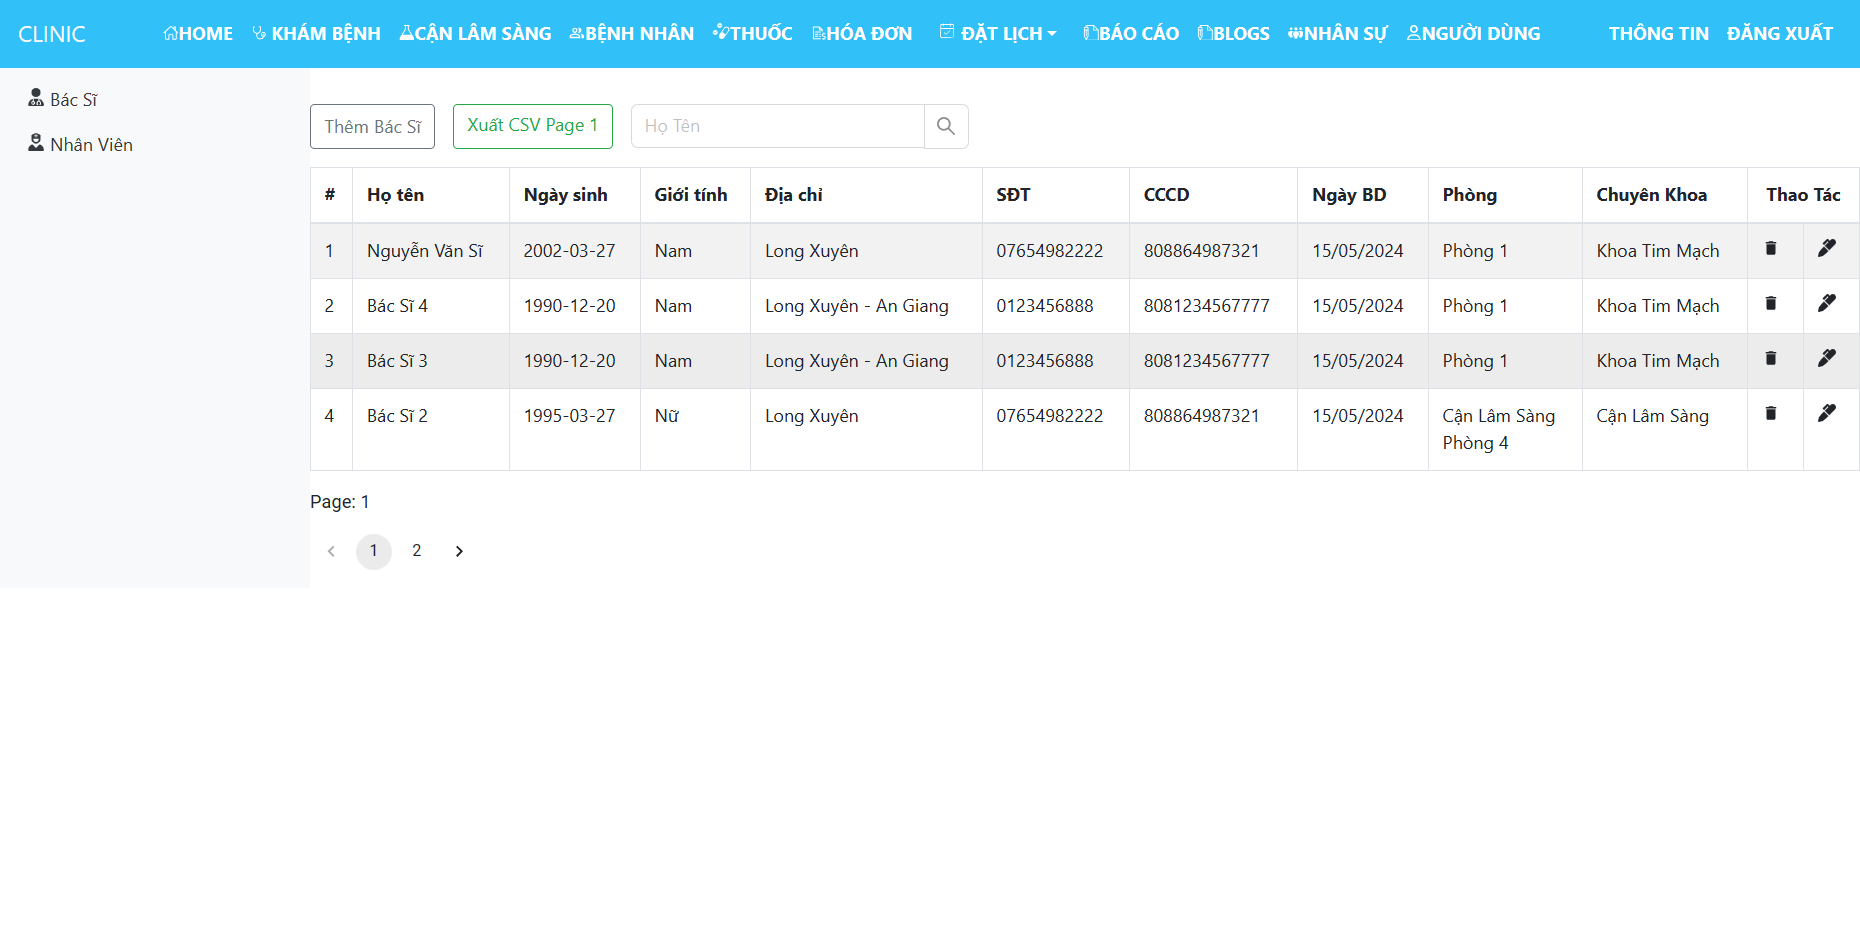 CLINIC HOME KHÁM BỆNH CẬN LÂM SÀNG BỆNH NHÂN THUỐC HÓA ĐƠN ĐẶT LỊCH BÁO CÁO BLOGS NHÂN SỰ NGƯỜI DÙNG THÔNG TIN ĐĂNG XUẤT
Bác Sĩ
Nhân Viên
Thêm Bác Sĩ Xuất CSV Page 1 Họ Tên
# Họ tên Ngày sinh Giới tính Địa chỉ SĐT CCCD Ngày BD Phòng Chuyên Khoa Thao Tác
1 Nguyễn Văn Sĩ 2002-03-27 Nam Long Xuyên 07654982222 808864987321 15/05/2024 Phòng 1 Khoa Tim Mạch
2 Bác Sĩ 4 1990-12-20 Nam Long Xuyên - An Giang 0123456888 8081234567777 15/05/2024 Phòng 1 Khoa Tim Mạch
3 Bác Sĩ 3 1990-12-20 Nam Long Xuyên - An Giang 0123456888 8081234567777 15/05/2024 Phòng 1 Khoa Tim Mạch
4 Bác Sĩ 2 1995-03-27 Nữ Long Xuyên 07654982222 808864987321 15/05/2024 Cận Lâm Sàng Cận Lâm Sàng
Phòng 4
Page: 1
1 2